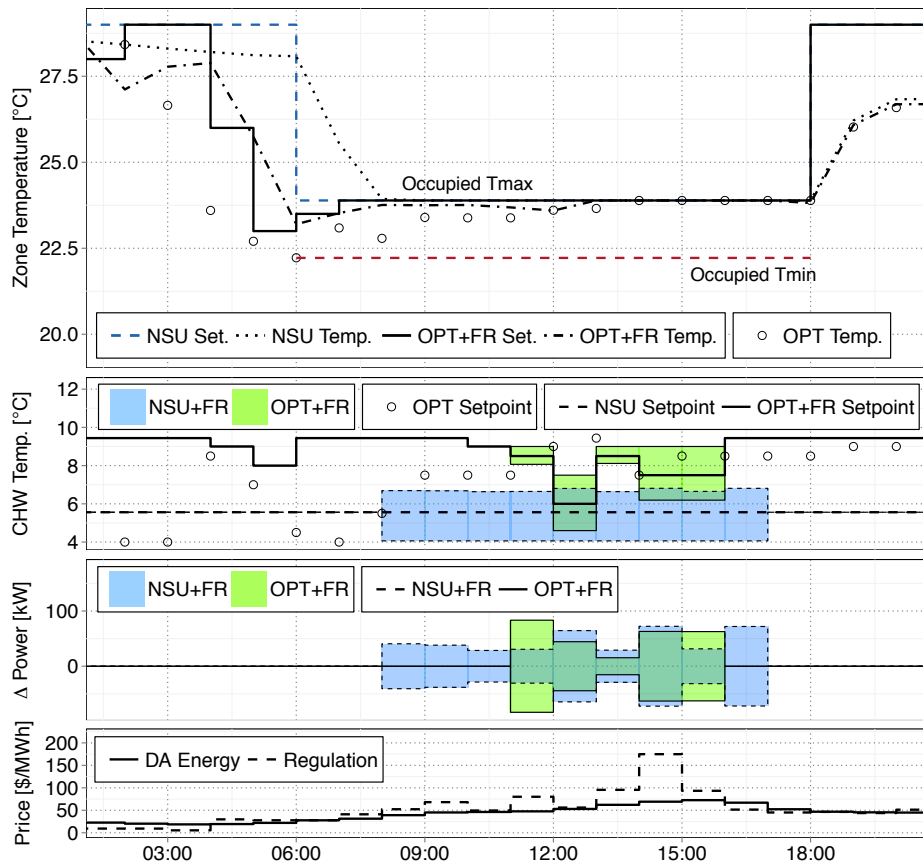 Zone Temperature [°C]
27.5
25.0
22.5
20.0
Occupied Tmax
Occupied Tmin
NSU Set. NSU Temp. OPT+FR Set. OPT+FR Temp. OPT Temp.
CHW Temp. [°C]
12
10
8
6
4
NSU+FR OPT+FR OPT Setpoint NSU Setpoint OPT+FR Setpoint
Δ Power [kW]
100
0
NSU+FR OPT+FR NSU+FR OPT+FR
Price [$/MWh]
200
150
100
50
0
DA Energy Regulation
03:00 06:00 09:00 12:00 15:00 18:00